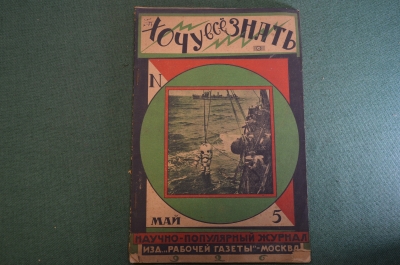 ХОЧУ ВСЁ ЗНАТЬ
N
МАЙ 5
НАУЧНО-ПОПУЛЯРНЫЙ ЖУРНАЛ
ИЗД. „РАБОЧЕЙ ГАЗЕТЫ"-МОСКВА